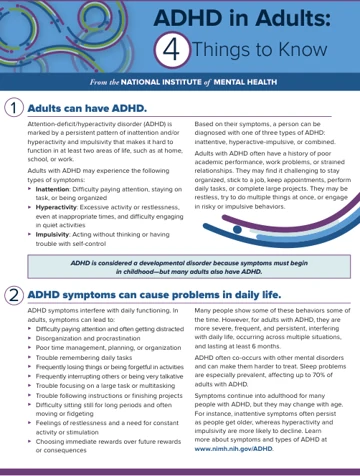 ADHD in Adults:
4 Things to Know
From the NATIONAL INSTITUTE of MENTAL HEALTH
1 Adults can have ADHD.
Attention-deficit/hyperactivity disorder (ADHD) is
marked by a persistent pattern of inattention and/or
hyperactivity and impulsivity that makes it hard to
function in at least two areas of life, such as at home,
school, or work.
Adults with ADHD may experience the following
types of symptoms:
▸ Inattention: Difficulty paying attention, staying on
task, or being organized
▸ Hyperactivity: Excessive activity or restlessness,
even at inappropriate times, and difficulty engaging
in quiet activities
▸ Impulsivity: Acting without thinking or having
trouble with self-control
Based on their symptoms, a person can be
diagnosed with one of three types of ADHD:
inattentive, hyperactive-impulsive, or combined.
Adults with ADHD often have a history of poor
academic performance, work problems, or strained
relationships. They may find it challenging to stay
organized, stick to a job, keep appointments, perform
daily tasks, or complete large projects. They may be
restless, try to do multiple things at once, or engage
in risky or impulsive behaviors.
ADHD is considered a developmental disorder because symptoms must begin
in childhood—but many adults also have ADHD.
2 ADHD symptoms can cause problems in daily life.
ADHD symptoms interfere with daily functioning. In
adults, symptoms can lead to:
▸ Difficulty paying attention and often getting distracted
▸ Disorganization and procrastination
▸ Poor time management, planning, or organization
▸ Trouble remembering daily tasks
▸ Frequently losing things or being forgetful in activities
▸ Frequently interrupting others or being very talkative
▸ Trouble focusing on a large task or multitasking
▸ Trouble following instructions or finishing projects
▸ Difficulty sitting still for long periods and often
moving or fidgeting
▸ Feelings of restlessness and a need for constant
activity or stimulation
▸ Choosing immediate rewards over future rewards
or consequences
Many people show some of these behaviors some of
the time. However, for adults with ADHD, they are
more severe, frequent, and persistent, interfering
with daily life, occurring across multiple situations,
and lasting at least 6 months.
ADHD often co-occurs with other mental disorders
and can make them harder to treat. Sleep problems
are especially prevalent, affecting up to 70% of
adults with ADHD.
Symptoms continue into adulthood for many
people with ADHD, but they may change with age.
For instance, inattentive symptoms often persist
as people get older, whereas hyperactivity and
impulsivity are more likely to decline. Learn
more about symptoms and types of ADHD at
www.nimh.nih.gov/ADHD.